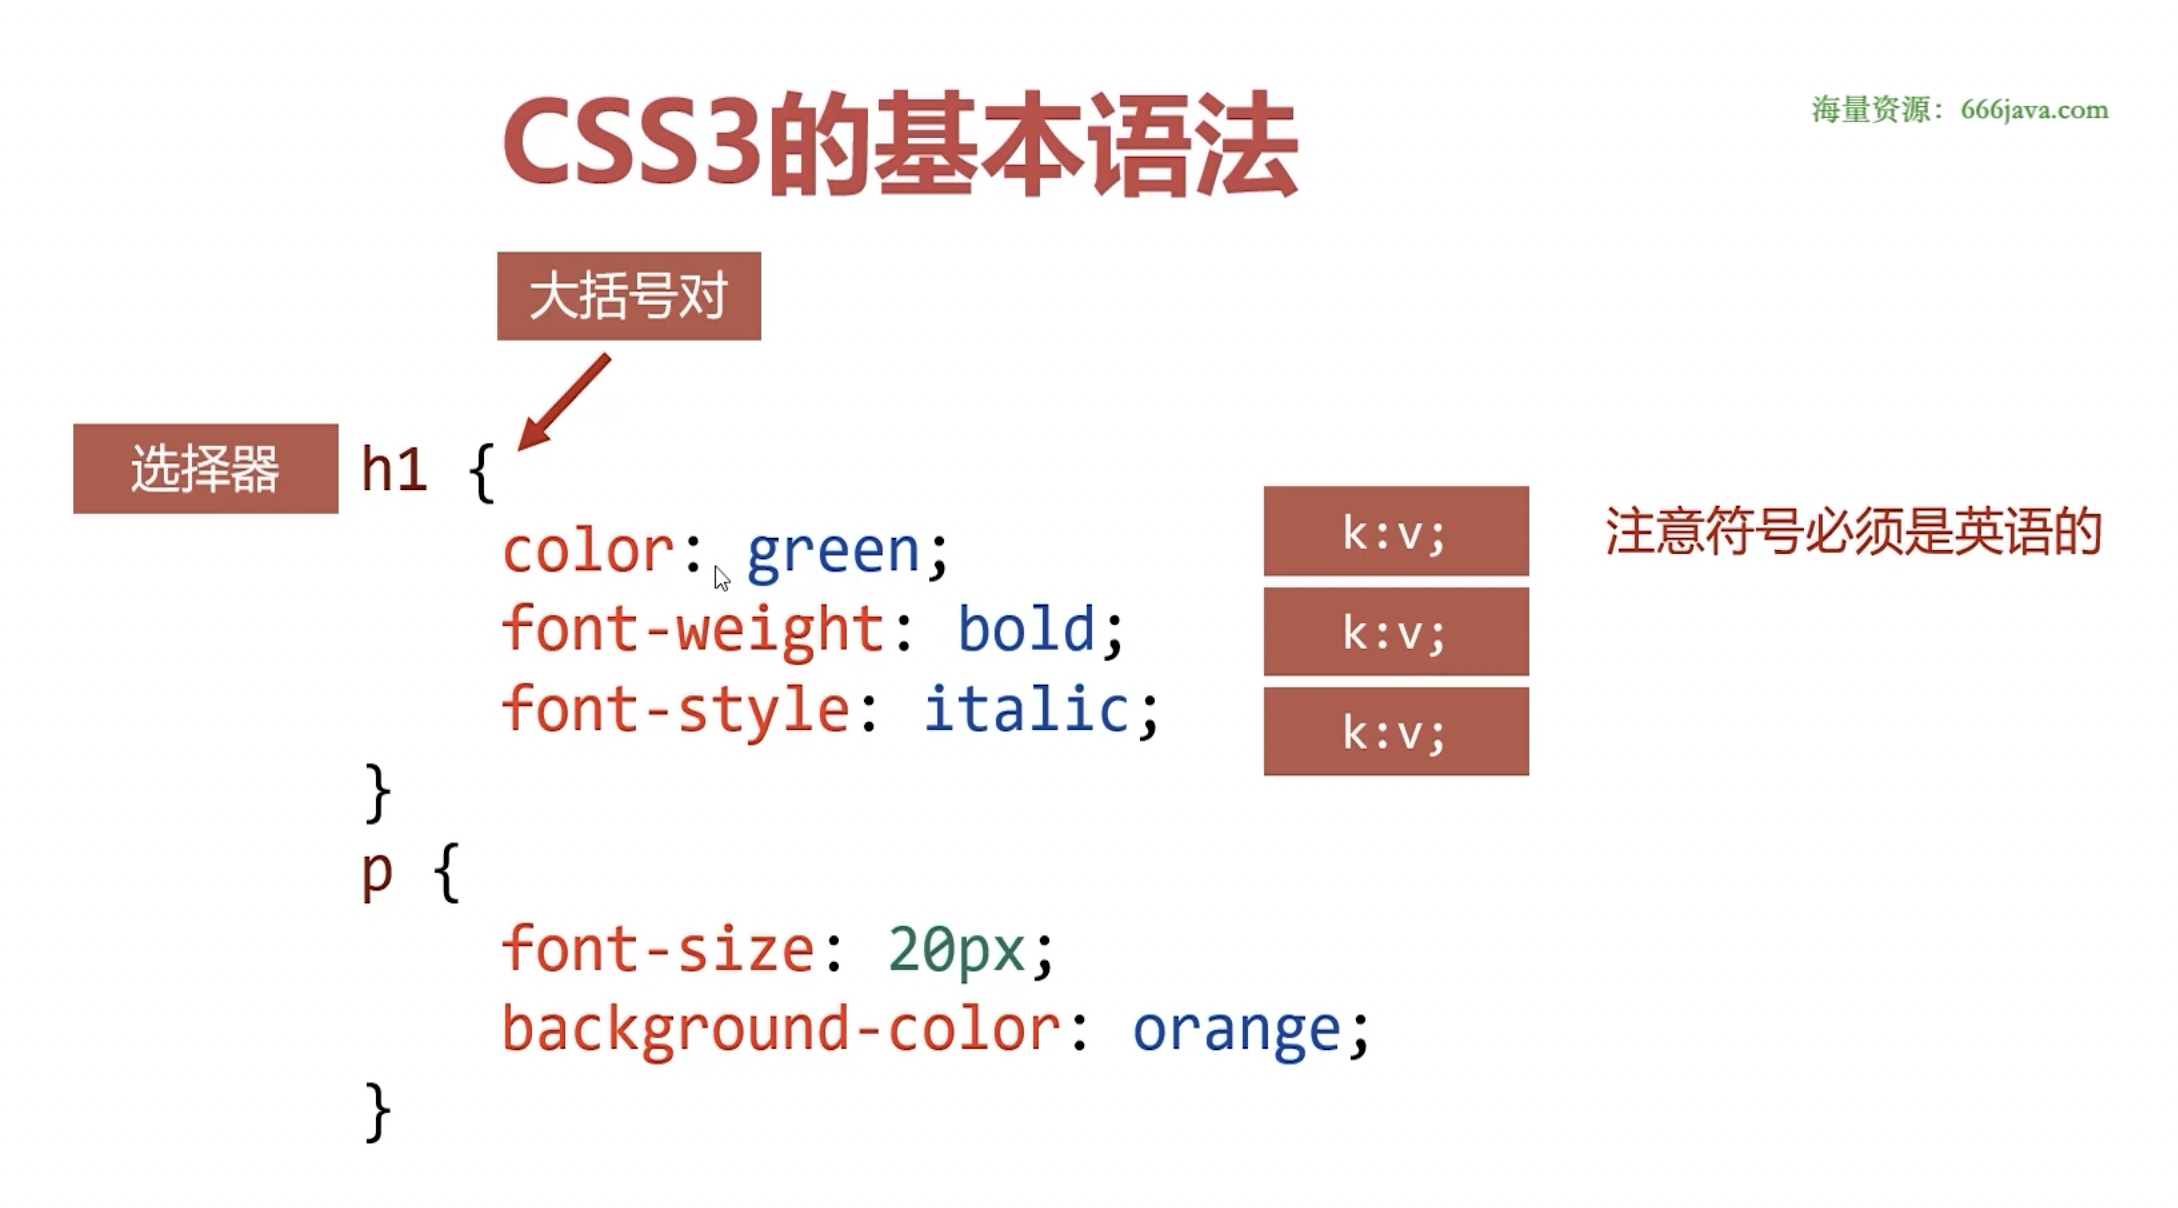 CSS3的基本语法
海量资源：666java.com
大括号对
选择器
h1 {
color: green;
font-weight: bold;
font-style: italic;
}
p {
font-size: 20px;
background-color: orange;
}
k:v;
k:v;
k:v;
注意符号必须是英语的